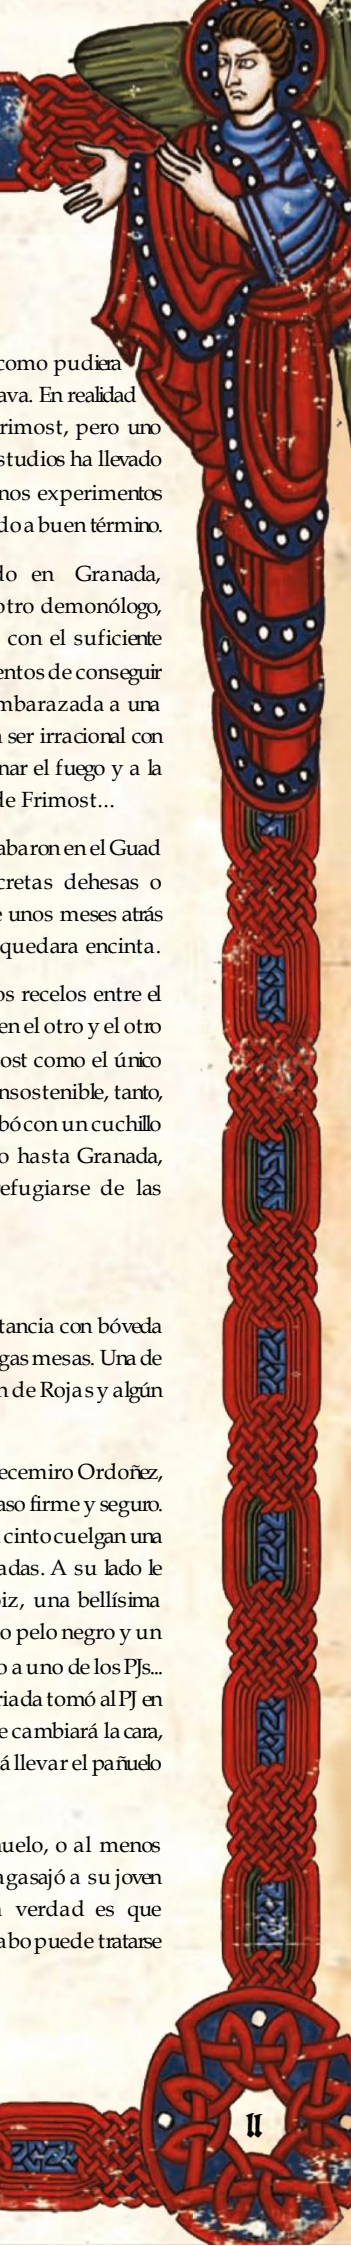 como pudiera
ava. En realidad
rimost, pero uno
studios ha llevado
nos experimentos
do a buen término.
do en Granada,
otro demonólogo,
con el suficiente
entos de conseguir
mbarazada a una
ser irracional con
nar el fuego y a la
de Frimost...
abaron en el Guad
cretas dehesas o
e unos meses atrás
quedara encinta.
os recelos entre el
en el otro y el otro
ost como el único
nsostenible, tanto,
bó con un cuchillo
o hasta Granada,
efugiarse de las
tancia con bóveda
gas mesas. Una de
n de Rojas y algún
ecemiro Ordoñez,
aso firme y seguro.
cinto cuelgan una
adas. A su lado le
iz, una bellísima
o pelo negro y un
o a uno de los PJs...
riada tomó al PJ en
e cambiará la cara,
á llevar el pañuelo
uelo, o al menos
agasajó a su joven
verdad es que
abo puede tratarse
11